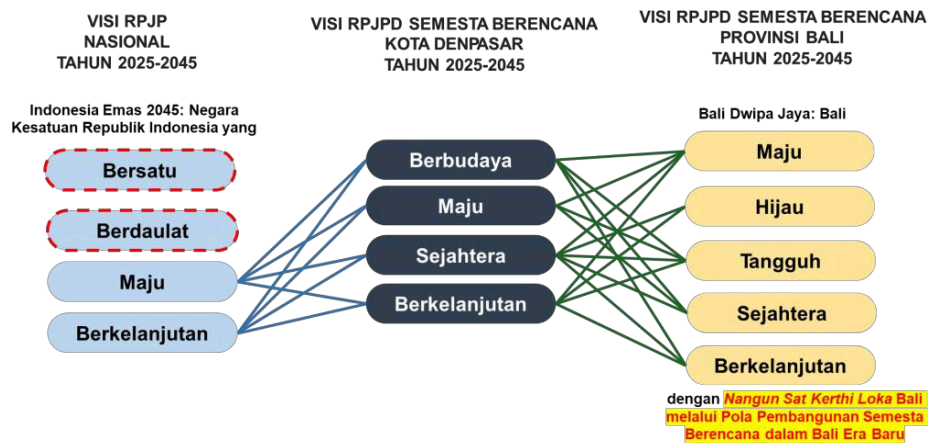 VISI RPJP
NASIONAL
TAHUN 2025-2045
Indonesia Emas 2045: Negara
Kesatuan Republik Indonesia yang
Bersatu
Berdaulat
Maju
Berkelanjutan
VISI RPJPD SEMESTA BERENCANA
KOTA DENPASAR
TAHUN 2025-2045
Berbudaya
Maju
Sejahtera
Berkelanjutan
VISI RPJPD SEMESTA BERENCANA
PROVINSI BALI
TAHUN 2025-2045
Bali Dwipa Jaya: Bali
Maju
Hijau
Tangguh
Sejahtera
Berkelanjutan
dengan Nangun Sat Kerthi Loka Bali
melalui Pola Pembangunan Semesta
Berencana dalam Bali Era Baru